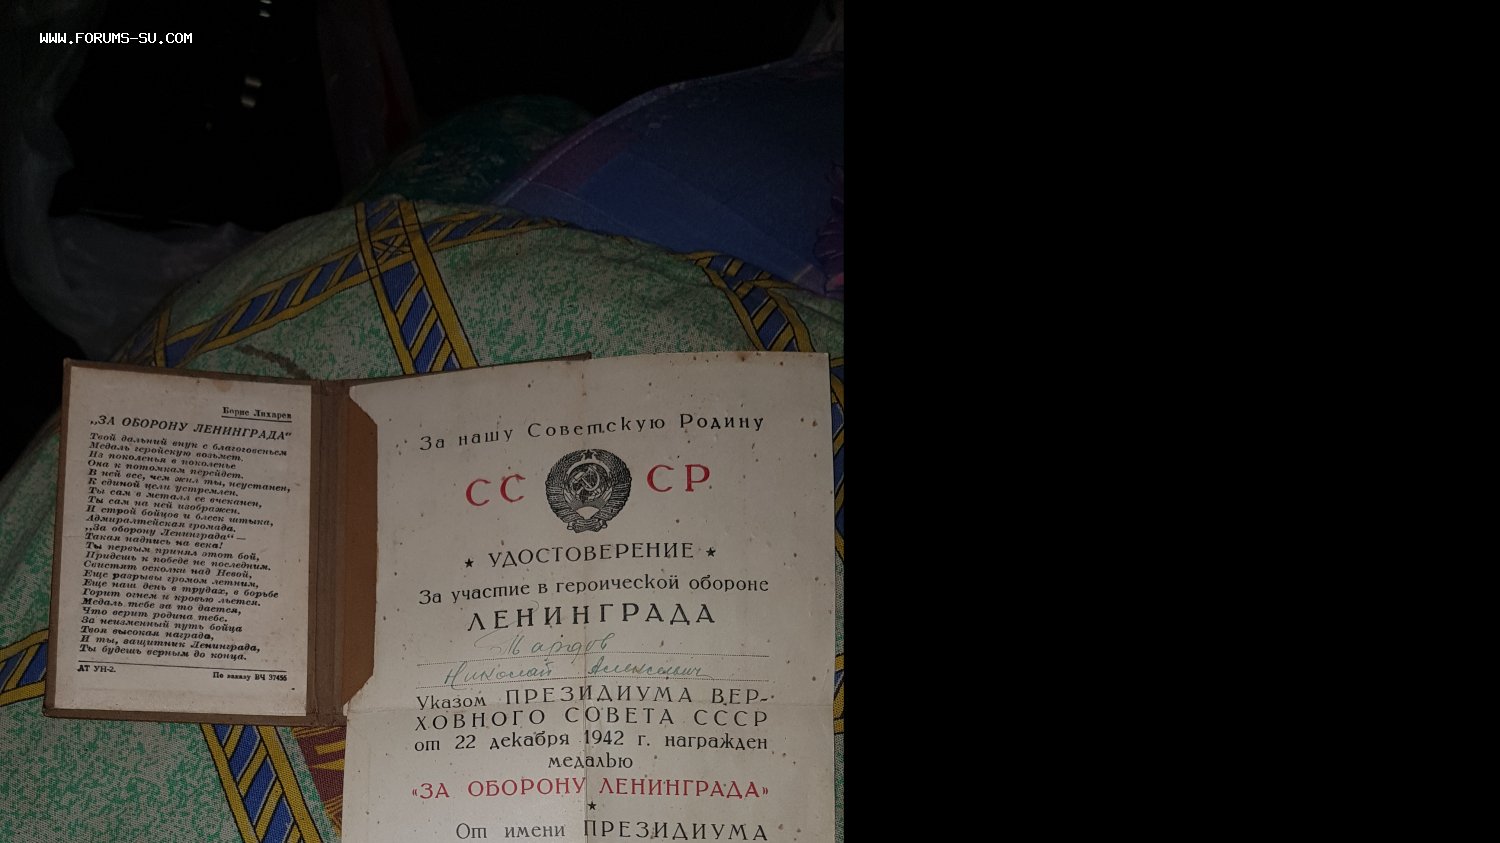 WWW.FORUMS-SU.COM
Борис Лихарев
„ЗА ОБОРОНУ ЛЕНИНГРАДА“
Твой дальний внук с благоговеньем
Медаль геройскую возьмет.
Из поколенья в поколенье
Она к потомкам перейдет.
В ней все, чем жил ты, неустанен,
К единой цели устремлен.
Ты сам в металл ее вчеканен,
Ты сам на ней изображен.
И строй бойцов и блеск штыка,
Адмиралтейская громада.
„За оборону Ленинграда“ —
Такая надпись на века!
Ты первым принял этот бой,
Придешь к победе не последним.
Свистят осколки над Невой,
Еще разрывы громом летним,
Еще наш день в трудах, в борьбе
Горит огнем и кровью льется.
Медаль тебе за то дается,
Что верит родина тебе.
За неизменный путь бойца
Твоя высокая награда,
И ты, защитник Ленинграда,
Ты будешь верным до конца.
АТ УН-2.
По заказу ВЧ 37456
За нашу Советскую Родину
СС СР
★ УДОСТОВЕРЕНИЕ ★
За участие в героической обороне
ЛЕНИНГРАДА
Николай Алексеевич
Указом ПРЕЗИДИУМА ВЕР-
ХОВНОГО СОВЕТА СССР
от 22 декабря 1942 г. награжден
медалью
«ЗА ОБОРОНУ ЛЕНИНГРАДА»
★
От имени ПРЕЗИДИУМА